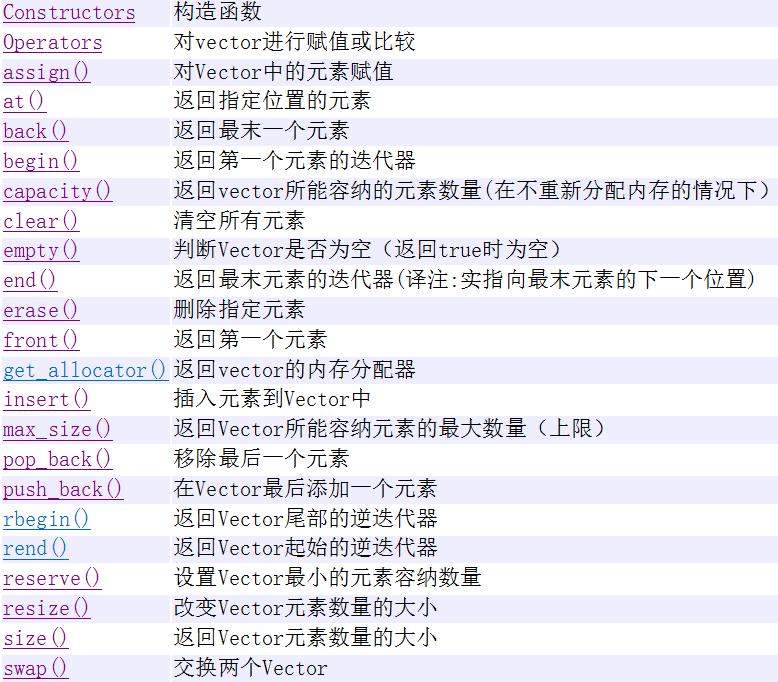 Constructors 构造函数
Operators 对vector进行赋值或比较
assign() 对Vector中的元素赋值
at() 返回指定位置的元素
back() 返回最末一个元素
begin() 返回第一个元素的迭代器
capacity() 返回vector所能容纳的元素数量(在不重新分配内存的情况下）
clear() 清空所有元素
empty() 判断Vector是否为空（返回true时为空）
end() 返回最末元素的迭代器(译注:实指向最末元素的下一个位置)
erase() 删除指定元素
front() 返回第一个元素
get_allocator() 返回vector的内存分配器
insert() 插入元素到Vector中
max_size() 返回Vector所能容纳元素的最大数量（上限）
pop_back() 移除最后一个元素
push_back() 在Vector最后添加一个元素
rbegin() 返回Vector尾部的逆迭代器
rend() 返回Vector起始的逆迭代器
reserve() 设置Vector最小的元素容纳数量
resize() 改变Vector元素数量的大小
size() 返回Vector元素数量的大小
swap() 交换两个Vector